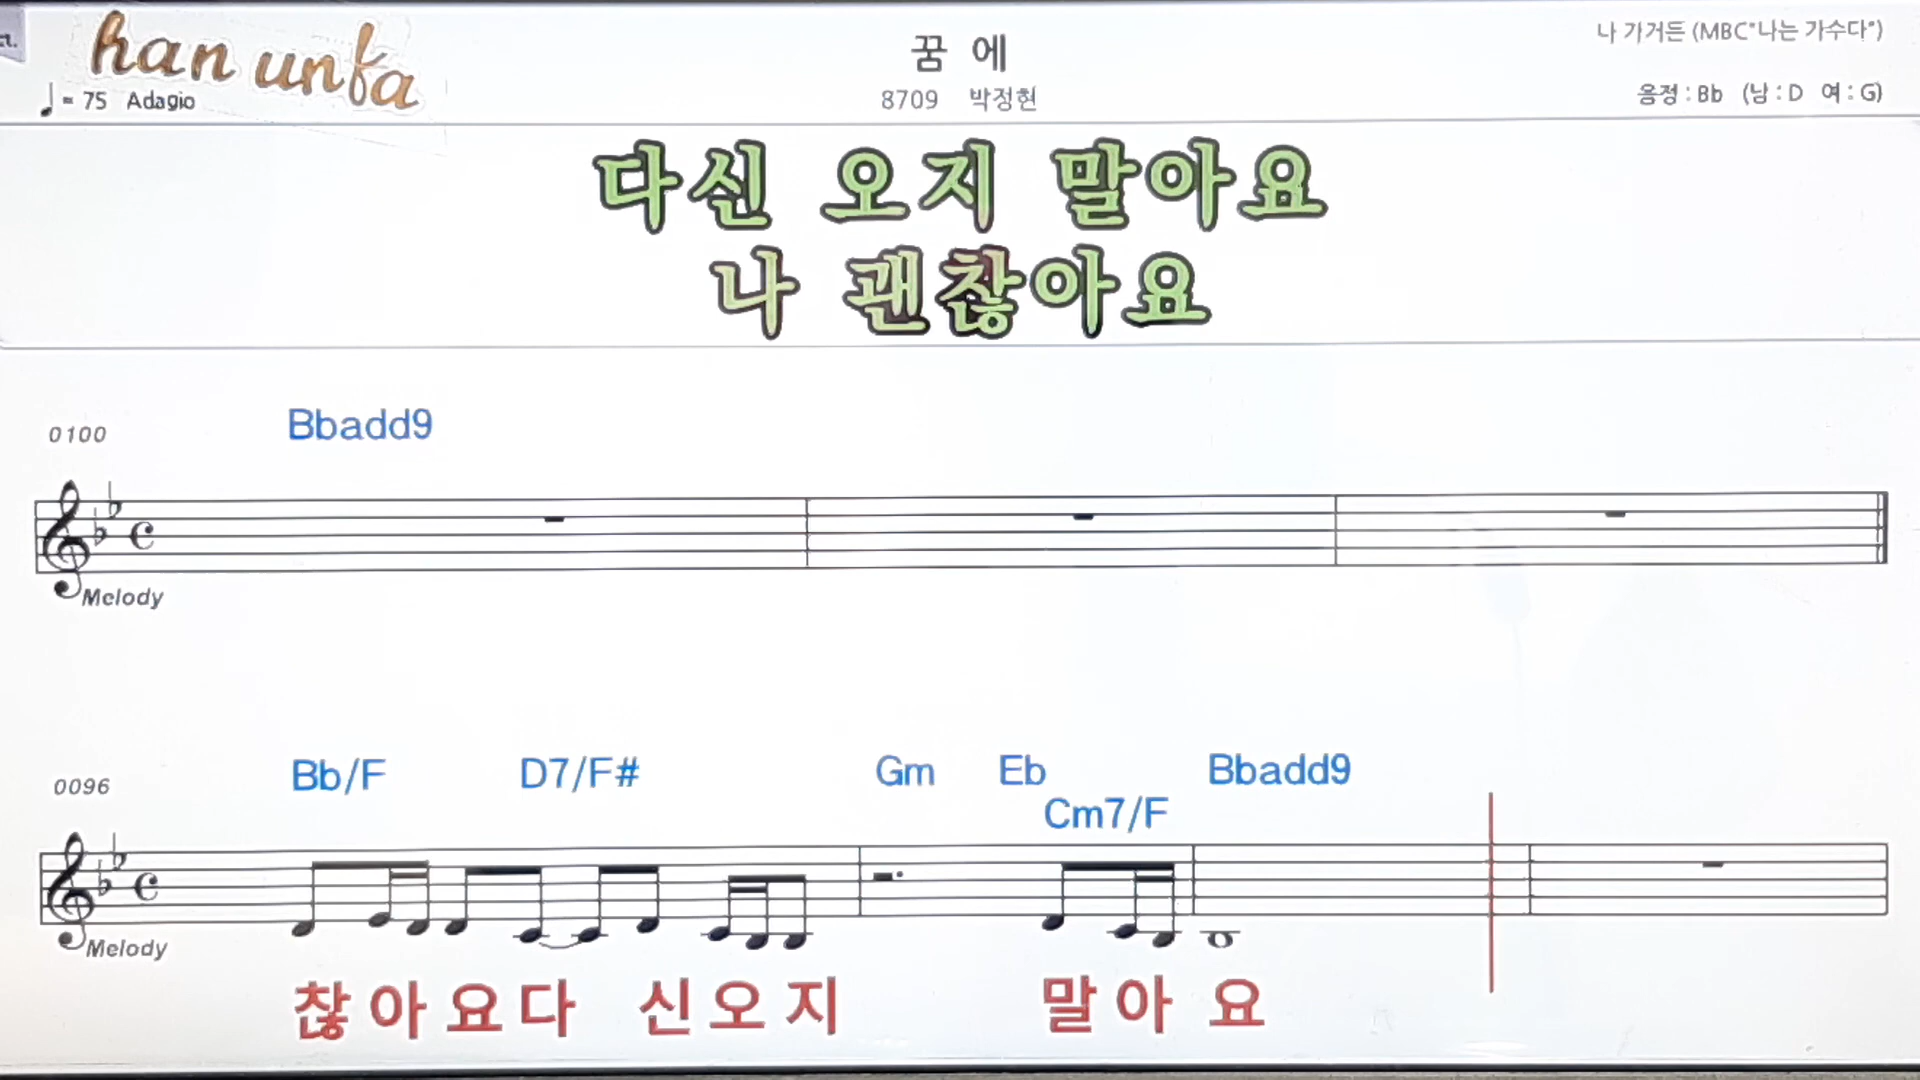 han unfa
꿈 에
나 가거든 (MBC"나는 가수다")
= 75 Adagio
8709 박정현
음정 : Bb (남 : D 여 : G)
다신 오지 말아요
나 괜찮아요
0100
Bbadd9
Melody
0096
Bb/F D7/F# Gm Eb Bbadd9
Cm7/F
Melody
찮 아 요 다 신 오 지 말 아 요